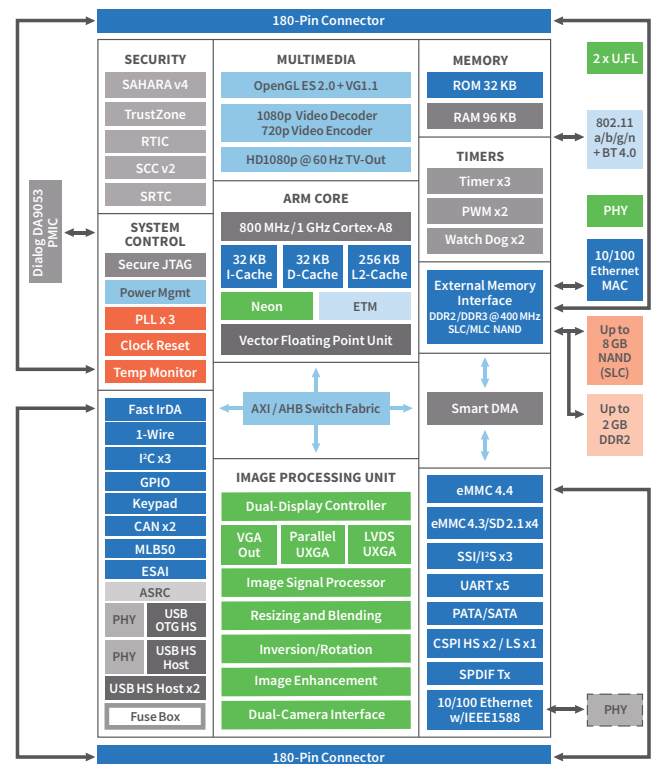 180-Pin Connector
SECURITY
SAHARA v4
TrustZone
RTIC
SCC v2
SRTC
SYSTEM
CONTROL
Secure JTAG
Power Mgmt
PLL x 3
Clock Reset
Temp Monitor
Dialog DA9053
PMIC
MULTIMEDIA
OpenGL ES 2.0 + VG1.1
1080p Video Decoder
720p Video Encoder
HD1080p @ 60 Hz TV-Out
ARM CORE
800 MHz/1 GHz Cortex-A8
32 KB
I-Cache
32 KB
D-Cache
256 KB
L2-Cache
Neon
ETM
Vector Floating Point Unit
MEMORY
ROM 32 KB
RAM 96 KB
TIMERS
Timer x3
PWM x2
Watch Dog x2
External Memory
Interface
DDR2/DDR3 @ 400 MHz
SLC/MLC NAND
2 x U.FL
802.11
a/b/g/n
+ BT 4.0
PHY
10/100
Ethernet
MAC
Up to
8 GB
NAND
(SLC)
Up to
2 GB
DDR2
Fast IrDA
1-Wire
I²C x3
GPIO
Keypad
CAN x2
MLB50
ESAI
ASRC
PHY
USB
OTG HS
PHY
USB HS
Host
USB HS Host x2
Fuse Box
AXI / AHB Switch Fabric
Smart DMA
IMAGE PROCESSING UNIT
Dual-Display Controller
VGA
Out
Parallel
UXGA
LVDS
UXGA
Image Signal Processor
Resizing and Blending
Inversion/Rotation
Image Enhancement
Dual-Camera Interface
eMMC 4.4
eMMC 4.3/SD 2.1 x4
SSI/I²S x3
UART x5
PATA/SATA
CSPI HS x2 / LS x1
SPDIF Tx
10/100 Ethernet
w/IEEE1588
PHY
180-Pin Connector